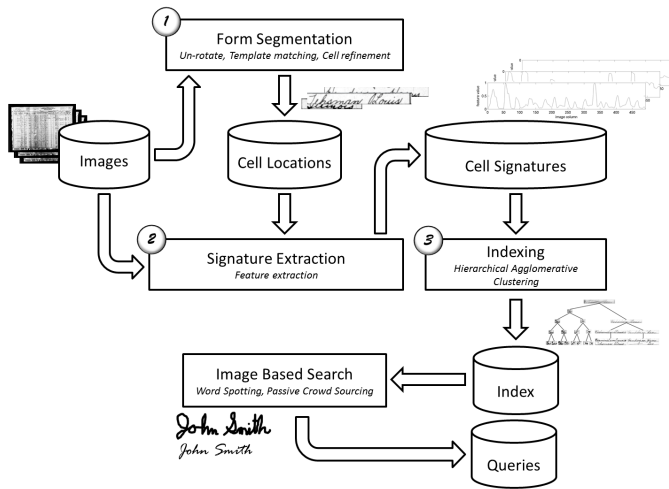 1
Form Segmentation
Un-rotate, Template matching, Cell refinement
Images
Cell Locations
Cell Signatures
2
Signature Extraction
Feature extraction
3
Indexing
Hierarchical Agglomerative
Clustering
Image Based Search
Word Spotting, Passive Crowd Sourcing
Index
John Smith
John Smith
Queries